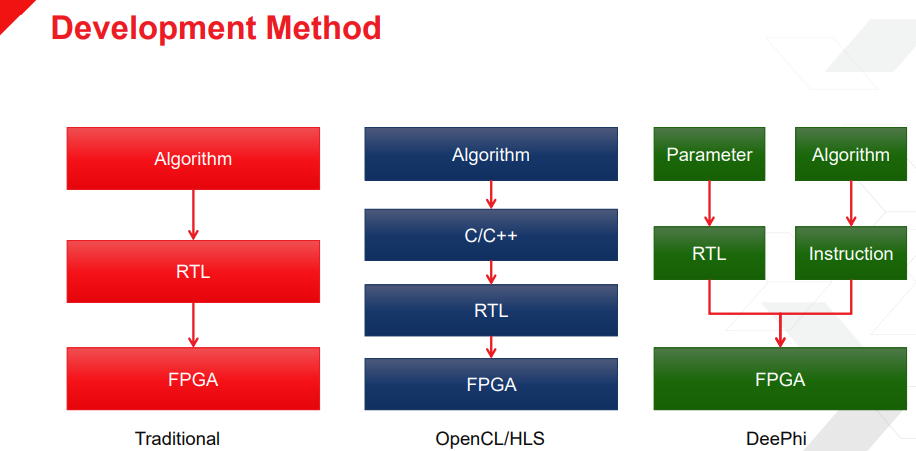 Development Method
Algorithm
RTL
FPGA
Traditional
Algorithm
C/C++
RTL
FPGA
OpenCL/HLS
Parameter
Algorithm
RTL
Instruction
FPGA
DeePhi